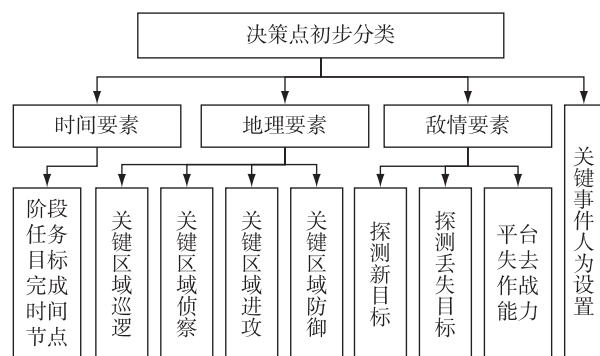 决策点初步分类
时间要素
地理要素
敌情要素
关键事件人为设置
阶段任务目标完成时间节点
关键区域巡逻
关键区域侦察
关键区域进攻
关键区域防御
探测新目标
探测丢失目标
平台失去作战能力